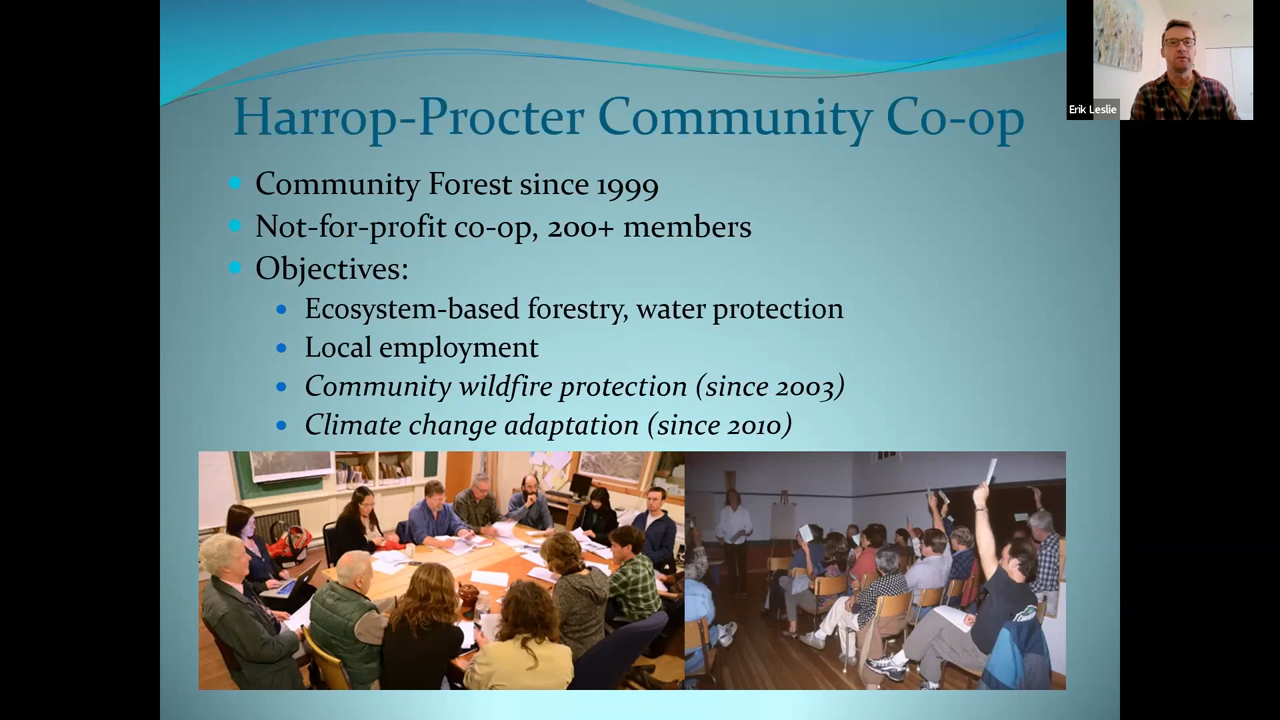 Harrop-Procter Community Co-op
Erik Leslie
Community Forest since 1999
Not-for-profit co-op, 200+ members
Objectives:
Ecosystem-based forestry, water protection
Local employment
Community wildfire protection (since 2003)
Climate change adaptation (since 2010)